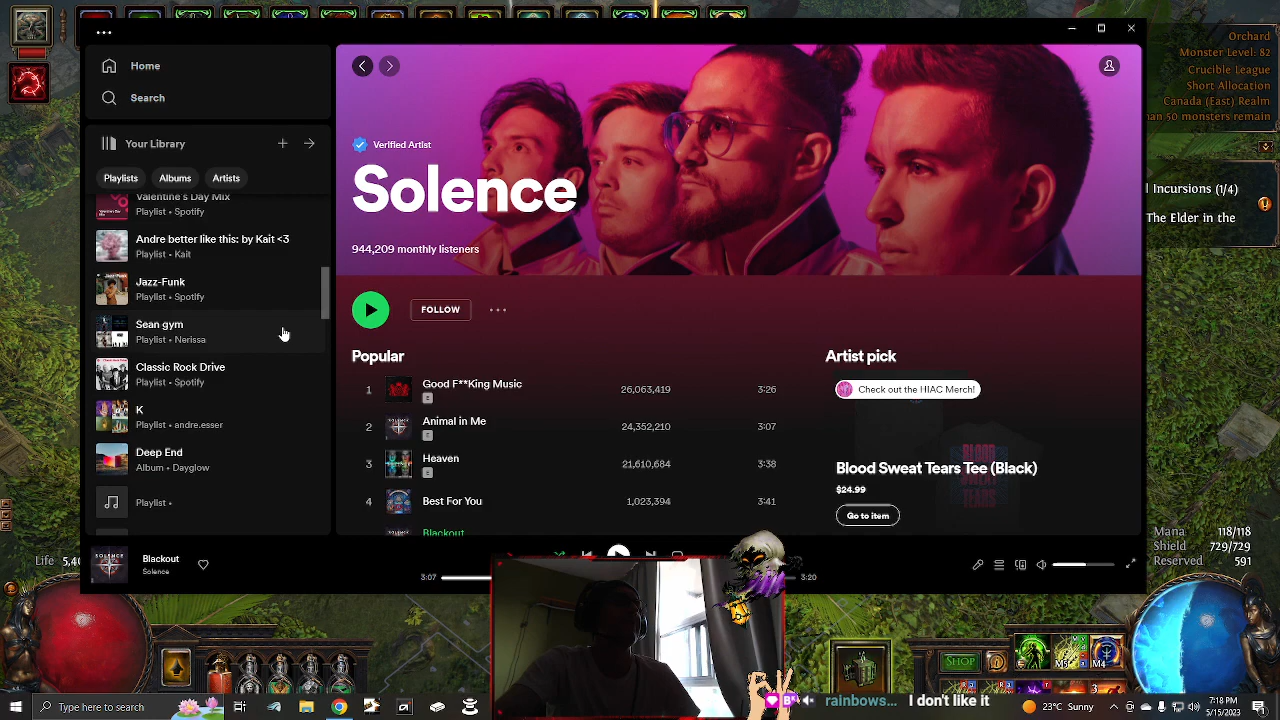 Home
Search
Your Library
Playlists Albums Artists
Valentine's Day Mix
Playlist • Spotify
Andre better like this: by Kait <3
Playlist • Kait
Jazz-Funk
Playlist • Spotify
Sean gym
Playlist • Nerissa
Classic Rock Drive
Playlist • Spotify
K
Playlist • andre.esser
Deep End
Album • Dayglow
Playlist •
Verified Artist
Solence
944,209 monthly listeners
FOLLOW
Popular
1 Good F**King Music 26,063,419 3:26
E
2 Animal in Me 24,352,210 3:07
E
3 Heaven 21,610,684 3:38
E
4 Best For You 1,023,394 3:41
Blackout
Artist pick
Check out the HIAC Merch!
BLOOD
SWEAT
TEARS
Blood Sweat Tears Tee (Black)
$24.99
Go to item
Blackout
Solence
3:07
3:20
Orchard
Monster Level: 82
Crucible League
Short Allocation
Canada (East) Realm
an 50 monsters remain
Incursions (1/4)
The Elder in the
Life 5,40
Mana 118/118
Shield 729/729
Reserved 591
SHOP
rainbows... I don't like it
Type here to search
23°C Sunny
7:18 PM
5/15/2023